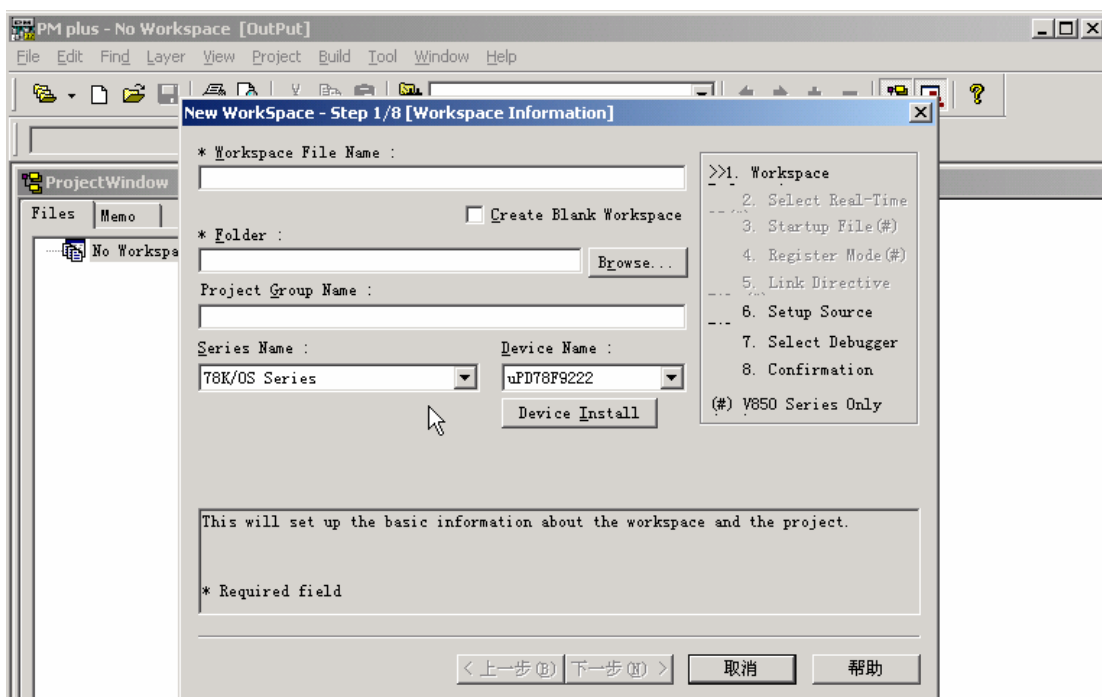 PM plus - No Workspace [OutPut]
File Edit Find Layer View Project Build Tool Window Help
New WorkSpace - Step 1/8 [Workspace Information]
* Workspace File Name :
Create Blank Workspace
* Folder :
Browse...
Project Group Name :
Series Name :
Device Name :
78K/0S Series
uPD78F9222
Device Install
>>1. Workspace
2. Select Real-Time
3. Startup File(#)
4. Register Mode(#)
5. Link Directive
6. Setup Source
7. Select Debugger
8. Confirmation
(#) V850 Series Only
ProjectWindow
Files Memo
No Workspa
This will set up the basic information about the workspace and the project.
* Required field
< 上一步(B) 下一步(N) > 取消 帮助